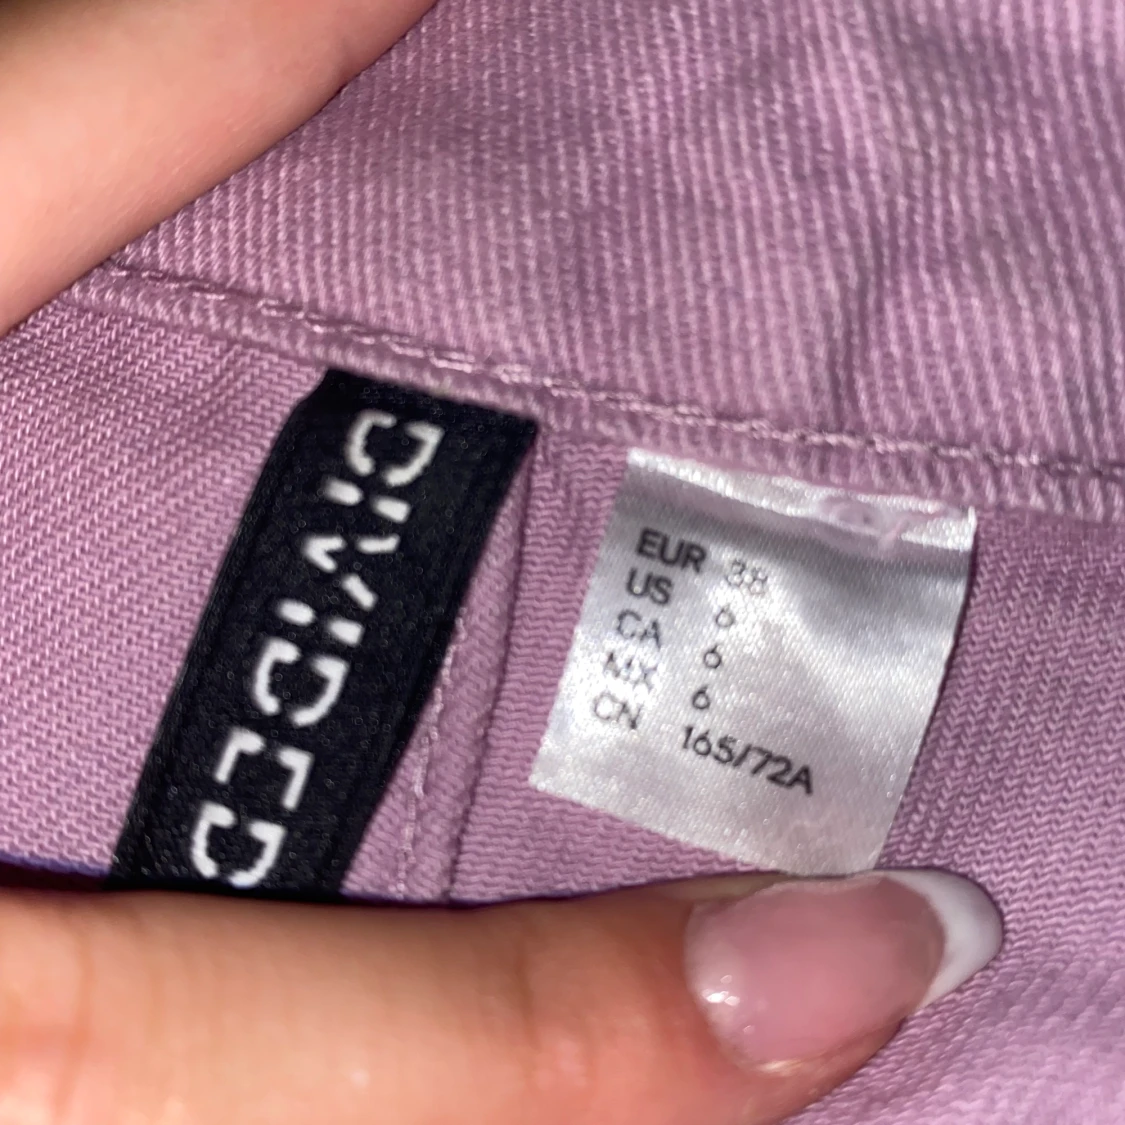 DIVIDED
EUR 38
US 6
CA 6
MX 6
CN 165/72A